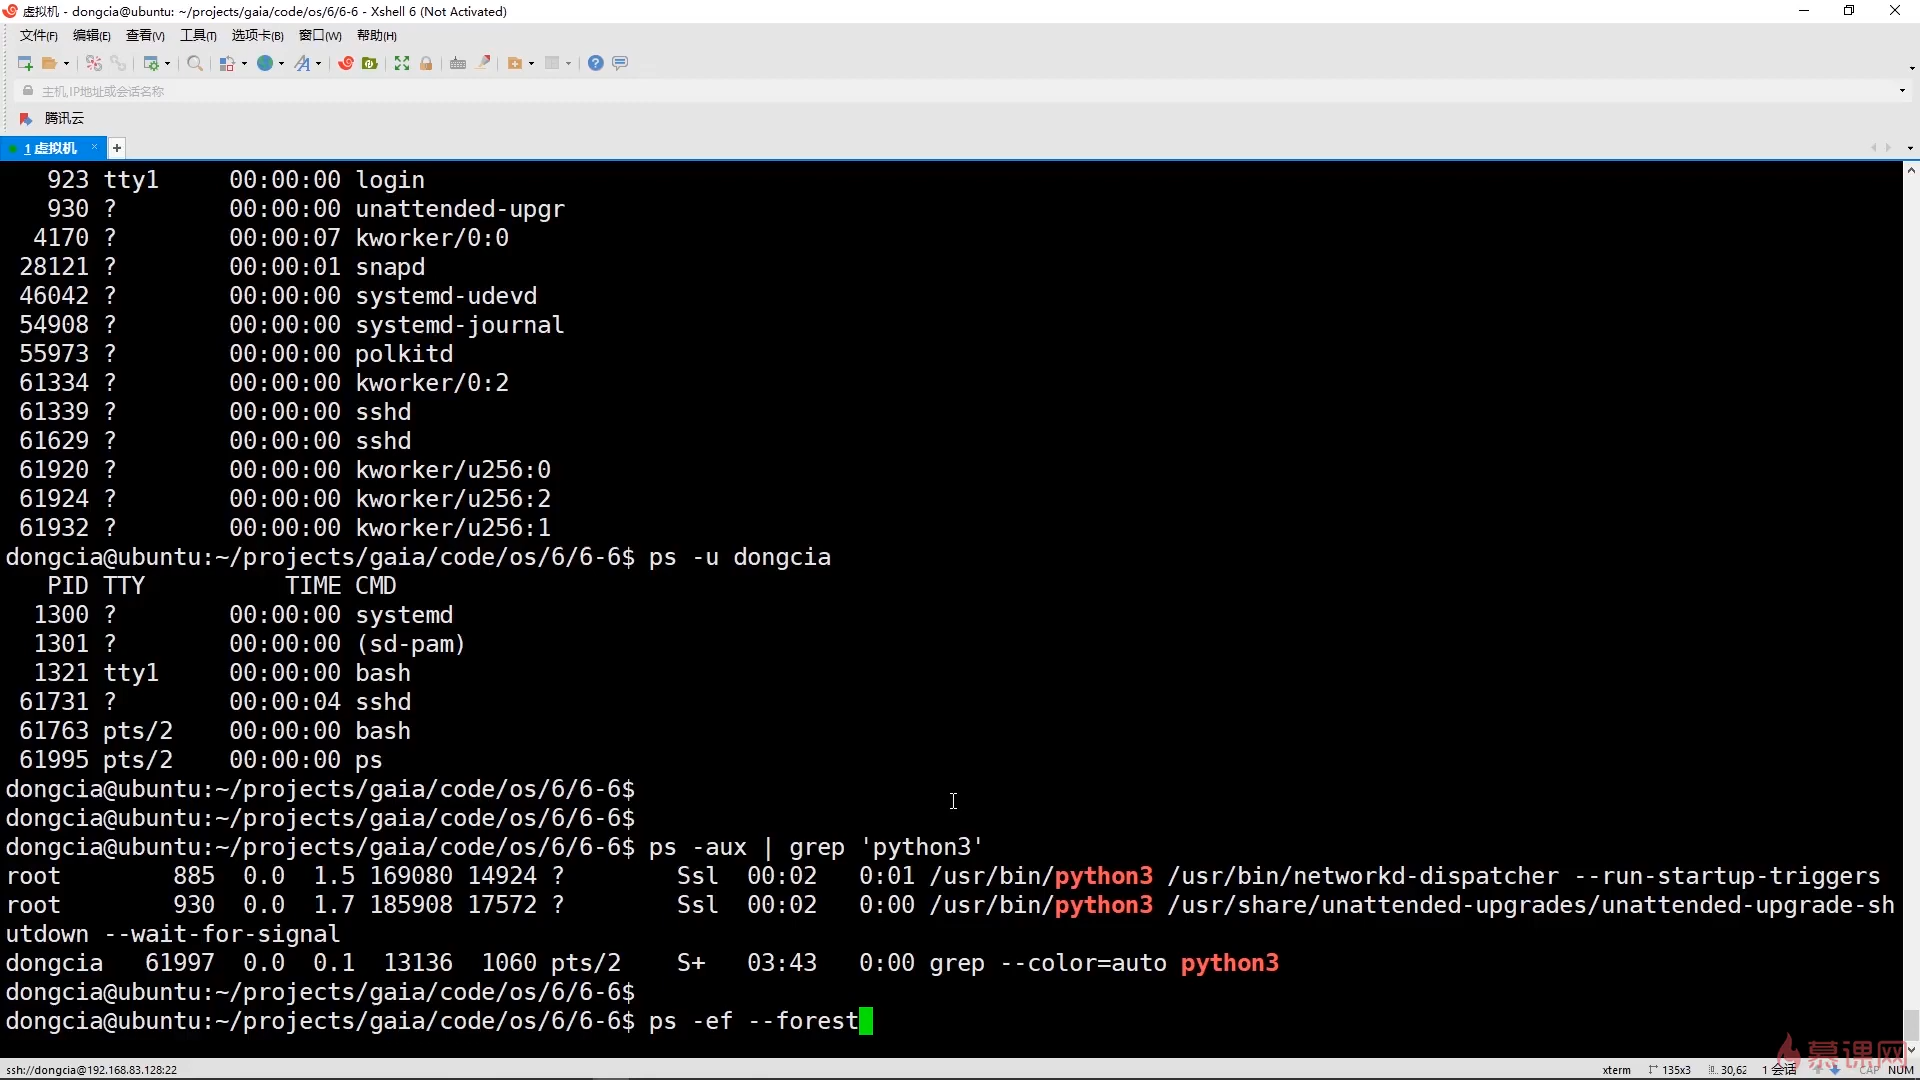 虚拟机 - dongcia@ubuntu: ~/projects/gaia/code/os/6/6-6 - Xshell 6 (Not Activated)
文件(F) 编辑(E) 查看(V) 工具(T) 选项卡(B) 窗口(W) 帮助(H)
主机,IP地址或会话名称
腾讯云
1 虚拟机
923 tty1     00:00:00 login
930 ?        00:00:00 unattended-upgr
4170 ?        00:00:07 kworker/0:0
28121 ?        00:00:01 snapd
46042 ?        00:00:00 systemd-udevd
54908 ?        00:00:00 systemd-journal
55973 ?        00:00:00 polkitd
61334 ?        00:00:00 kworker/0:2
61339 ?        00:00:00 sshd
61629 ?        00:00:00 sshd
61920 ?        00:00:00 kworker/u256:0
61924 ?        00:00:00 kworker/u256:2
61932 ?        00:00:00 kworker/u256:1
dongcia@ubuntu:~/projects/gaia/code/os/6/6-6$ ps -u dongcia
PID TTY          TIME CMD
1300 ?        00:00:00 systemd
1301 ?        00:00:00 (sd-pam)
1321 tty1     00:00:00 bash
61731 ?        00:00:04 sshd
61763 pts/2    00:00:00 bash
61995 pts/2    00:00:00 ps
dongcia@ubuntu:~/projects/gaia/code/os/6/6-6$
dongcia@ubuntu:~/projects/gaia/code/os/6/6-6$
dongcia@ubuntu:~/projects/gaia/code/os/6/6-6$ ps -aux | grep 'python3'
root        885  0.0  1.5 169080 14924 ?        Ssl  00:02   0:01 /usr/bin/python3 /usr/bin/networkd-dispatcher --run-startup-triggers
root        930  0.0  1.7 185908 17572 ?        Ssl  00:02   0:00 /usr/bin/python3 /usr/share/unattended-upgrades/unattended-upgrade-sh
utdown --wait-for-signal
dongcia   61997  0.0  0.1  13136  1060 pts/2    S+   03:43   0:00 grep --color=auto python3
dongcia@ubuntu:~/projects/gaia/code/os/6/6-6$
dongcia@ubuntu:~/projects/gaia/code/os/6/6-6$ ps -ef --forest
慕课网
ssh://dongcia@192.168.83.128:22 xterm 135x3 30,62 1 会话 CAP NUM